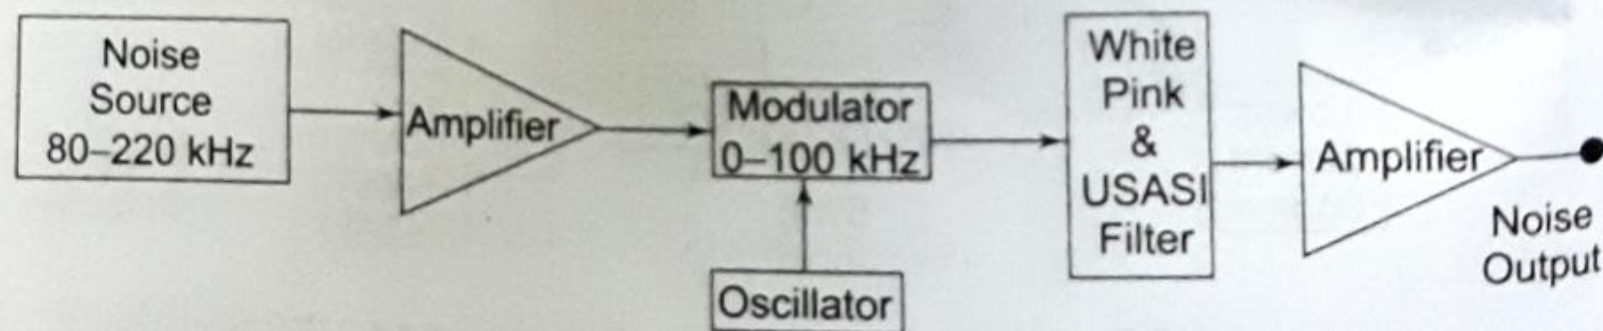 Noise
Source
80–220 kHz
Amplifier
Modulator
0–100 kHz
Oscillator
White
Pink
&
USASI
Filter
Amplifier
Noise
Output